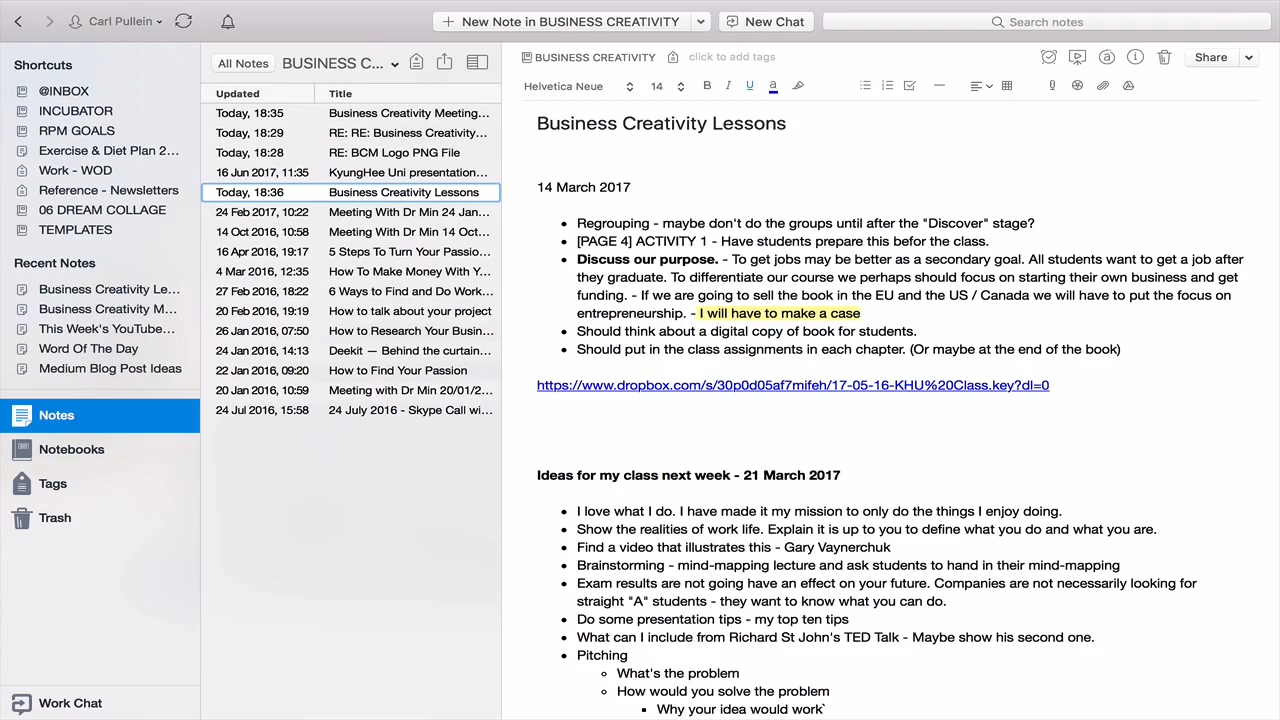 Carl Pullein
New Note in BUSINESS CREATIVITY
New Chat
Search notes
Shortcuts
@INBOX
INCUBATOR
RPM GOALS
Exercise & Diet Plan 2...
Work - WOD
Reference - Newsletters
06 DREAM COLLAGE
TEMPLATES
Recent Notes
Business Creativity Le...
Business Creativity M...
This Week's YouTube...
Word Of The Day
Medium Blog Post Ideas
Notes
Notebooks
Tags
Trash
Work Chat
All Notes
BUSINESS C...
Updated Title
Today, 18:35 Business Creativity Meeting...
Today, 18:29 RE: RE: Business Creativity...
Today, 18:28 RE: BCM Logo PNG File
16 Jun 2017, 11:35 KyungHee Uni presentation...
Today, 18:36 Business Creativity Lessons
24 Feb 2017, 10:22 Meeting With Dr Min 24 Jan...
14 Oct 2016, 10:58 Meeting With Dr Min 14 Oct...
16 Apr 2016, 19:17 5 Steps To Turn Your Passio...
4 Mar 2016, 12:35 How To Make Money With Y...
27 Feb 2016, 18:22 6 Ways to Find and Do Work...
20 Feb 2016, 19:19 How to talk about your project
26 Jan 2016, 07:50 How to Research Your Busin...
24 Jan 2016, 14:13 Deekit — Behind the curtain...
22 Jan 2016, 09:20 How to Find Your Passion
20 Jan 2016, 10:59 Meeting with Dr Min 20/01/2...
24 Jul 2016, 15:58 24 July 2016 - Skype Call wi...
BUSINESS CREATIVITY
click to add tags
Share
Helvetica Neue
14
B I U a
Business Creativity Lessons
14 March 2017
• Regrouping - maybe don't do the groups until after the "Discover" stage?
• [PAGE 4] ACTIVITY 1 - Have students prepare this befor the class.
• Discuss our purpose. - To get jobs may be better as a secondary goal. All students want to get a job after
they graduate. To differentiate our course we perhaps should focus on starting their own business and get
funding. - If we are going to sell the book in the EU and the US / Canada we will have to put the focus on
entrepreneurship. - I will have to make a case
• Should think about a digital copy of book for students.
• Should put in the class assignments in each chapter. (Or maybe at the end of the book)
https://www.dropbox.com/s/30p0d05af7mifeh/17-05-16-KHU%20Class.key?dl=0
Ideas for my class next week - 21 March 2017
• I love what I do. I have made it my mission to only do the things I enjoy doing.
• Show the realities of work life. Explain it is up to you to define what you do and what you are.
• Find a video that illustrates this - Gary Vaynerchuk
• Brainstorming - mind-mapping lecture and ask students to hand in their mind-mapping
• Exam results are not going have an effect on your future. Companies are not necessarily looking for
straight "A" students - they want to know what you can do.
• Do some presentation tips - my top ten tips
• What can I include from Richard St John's TED Talk - Maybe show his second one.
• Pitching
◦ What's the problem
◦ How would you solve the problem
▪ Why your idea would work`